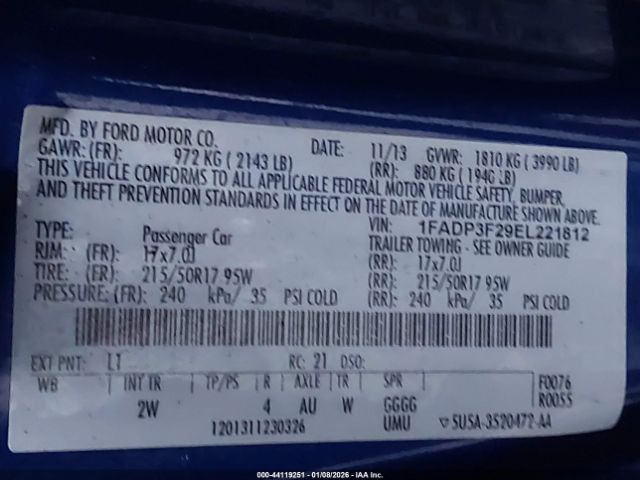 MFD. BY FORD MOTOR CO. DATE: 11/13 GVWR: 1810 KG ( 3990 LB)
GAWR: (FR): 972 KG ( 2143 LB) (RR): 880 KG ( 1940 LB)
THIS VEHICLE CONFORMS TO ALL APPLICABLE FEDERAL MOTOR VEHICLE SAFETY, BUMPER,
AND THEFT PREVENTION STANDARDS IN EFFECT ON THE DATE OF MANUFACTURE SHOWN ABOVE.
VIN: 1FADP3F29EL221812
TYPE: Passenger Car TRAILER TOWING - SEE OWNER GUIDE
RIM: (FR): 17x7.0J (RR): 17x7.0J
TIRE: (FR): 215/50R17 95W (RR): 215/50R17 95W
PRESSURE: (FR): 240 kPa/ 35 PSI COLD (RR): 240 kPa/ 35 PSI COLD
EXT PNT: L1 RC: 21 DSO:
WB INT TR TP/PS R AXLE TR SPR F0076
2W 4 AU W GGGG R0055
1201311230326 UMU 5U5A-3520472-AA
000-44119251 - 01/08/2026 - IAA Inc.